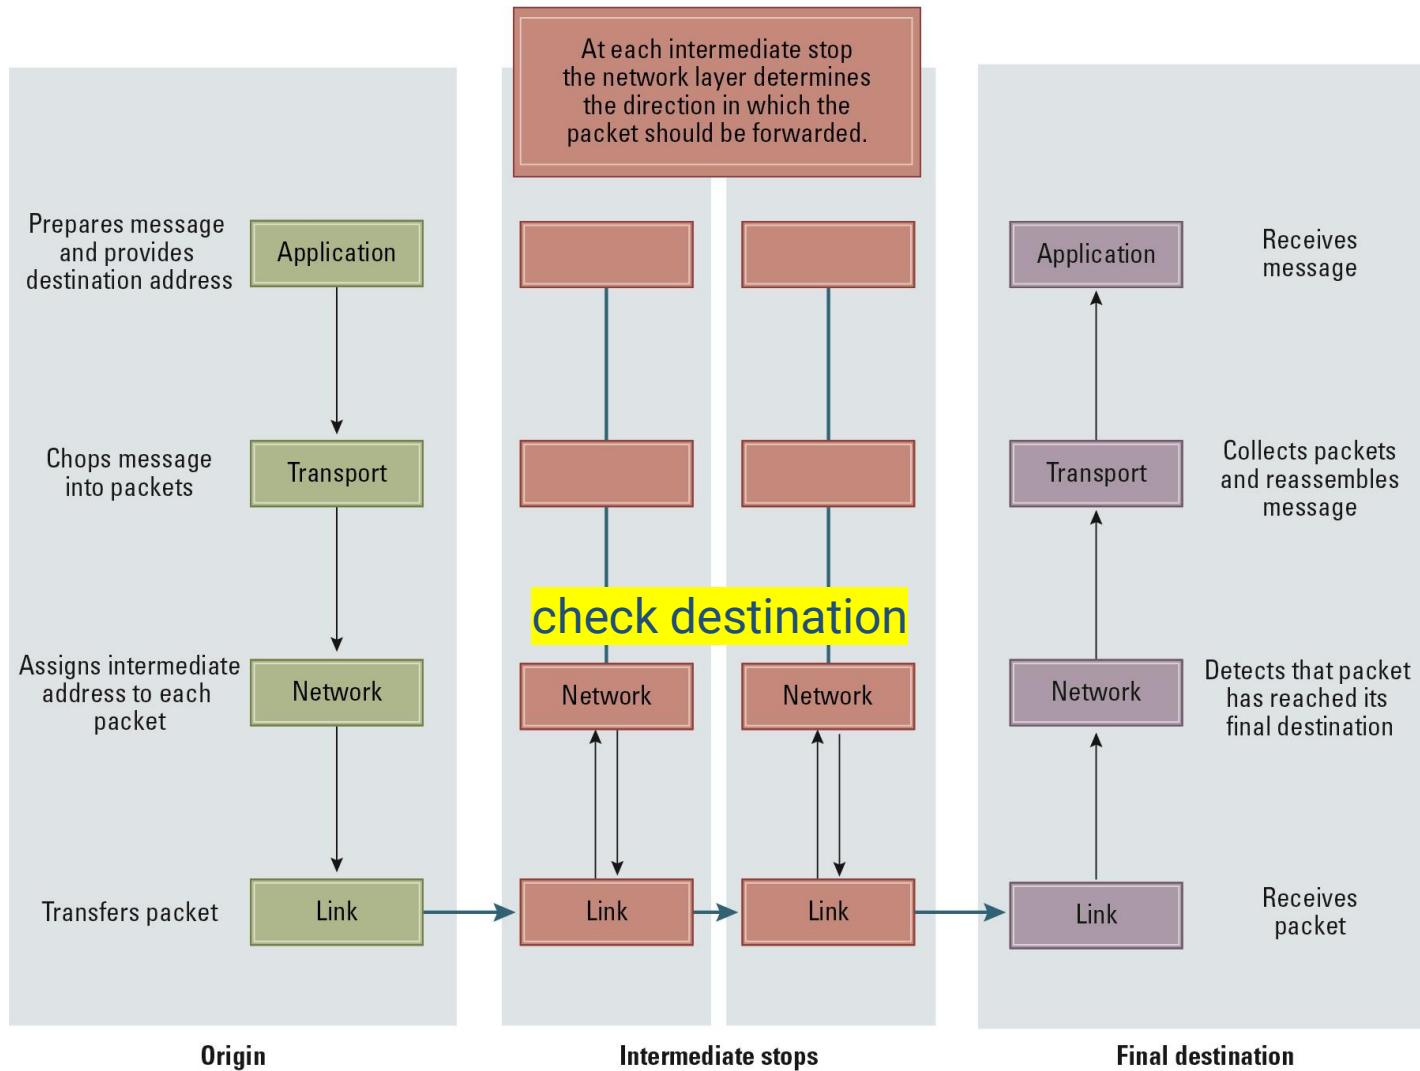 At each intermediate stop
the network layer determines
the direction in which the
packet should be forwarded.
Prepares message
and provides
destination address
Application
Application
Receives
message
Chops message
into packets
Transport
Transport
Collects packets
and reassembles
message
check destination
Assigns intermediate
address to each
packet
Network
Network
Network
Network
Detects that packet
has reached its
final destination
Transfers packet
Link
Link
Link
Link
Receives
packet
Origin
Intermediate stops
Final destination